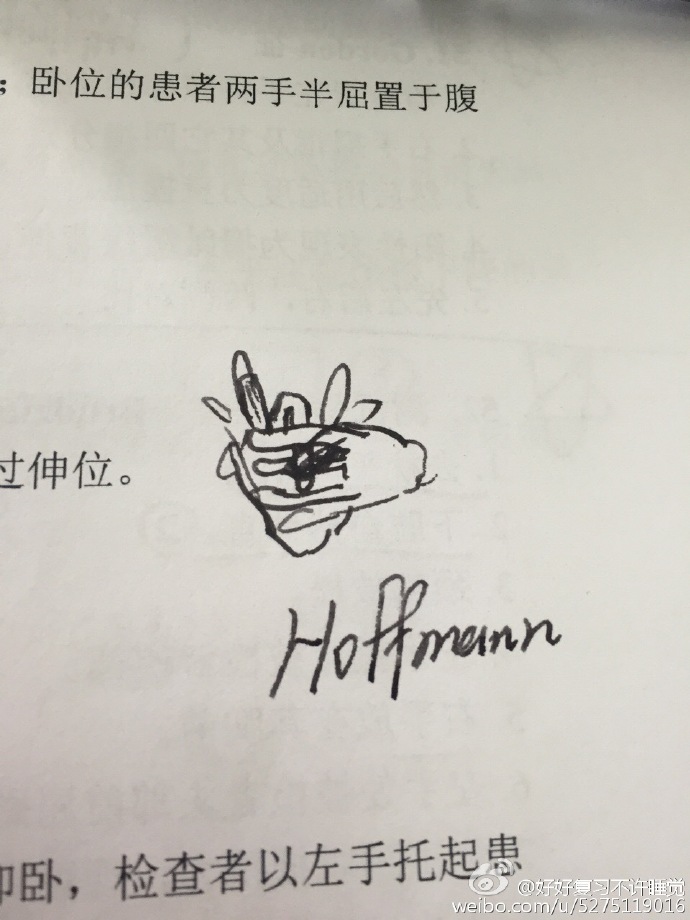 ；卧位的患者两手半屈置于腹
过伸位。
Hoffmann
仰卧，检查者以左手托起患
@好好复习不许睡觉
weibo.com/u/5275119016